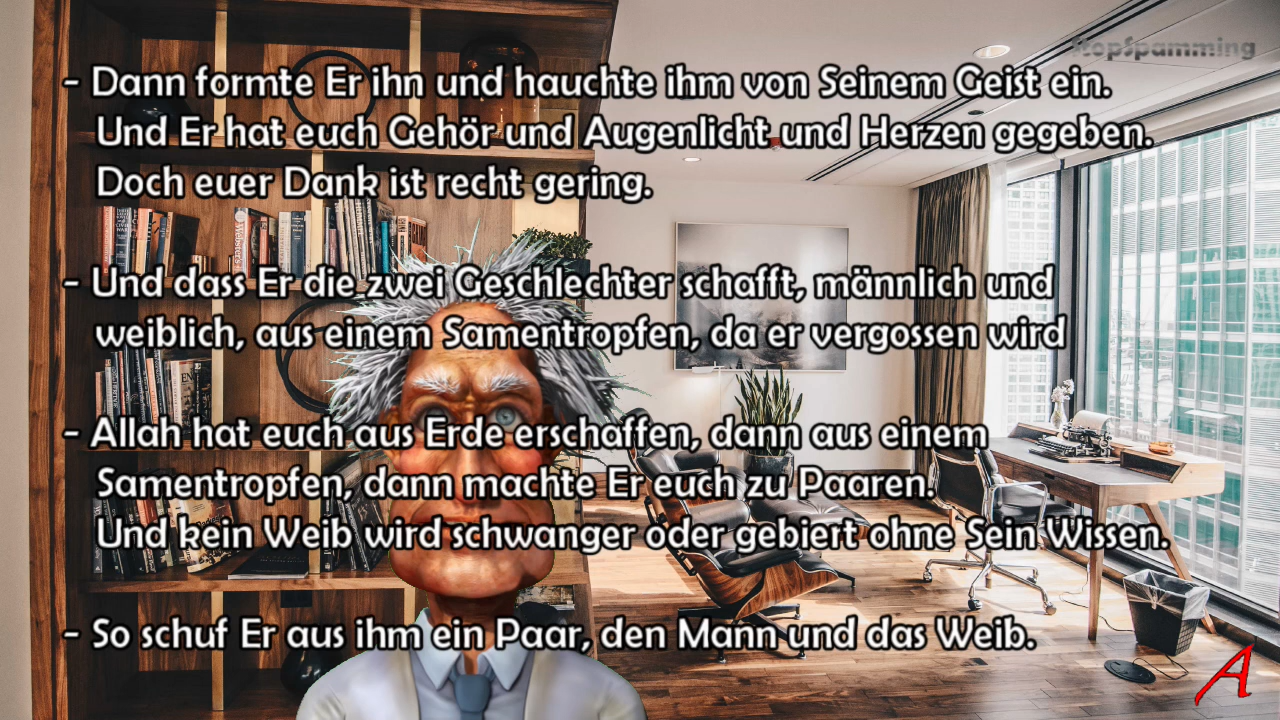 StopSpamming
- Dann formte Er ihn und hauchte ihm von Seinem Geist ein.
Und Er hat euch Gehör und Augenlicht und Herzen gegeben.
Doch euer Dank ist recht gering.
- Und dass Er die zwei Geschlechter schafft, männlich und
weiblich, aus einem Samentropfen, da er vergossen wird
- Allah hat euch aus Erde erschaffen, dann aus einem
Samentropfen, dann machte Er euch zu Paaren.
Und kein Weib wird schwanger oder gebiert ohne Sein Wissen.
- So schuf Er aus ihm ein Paar, den Mann und das Weib.
A